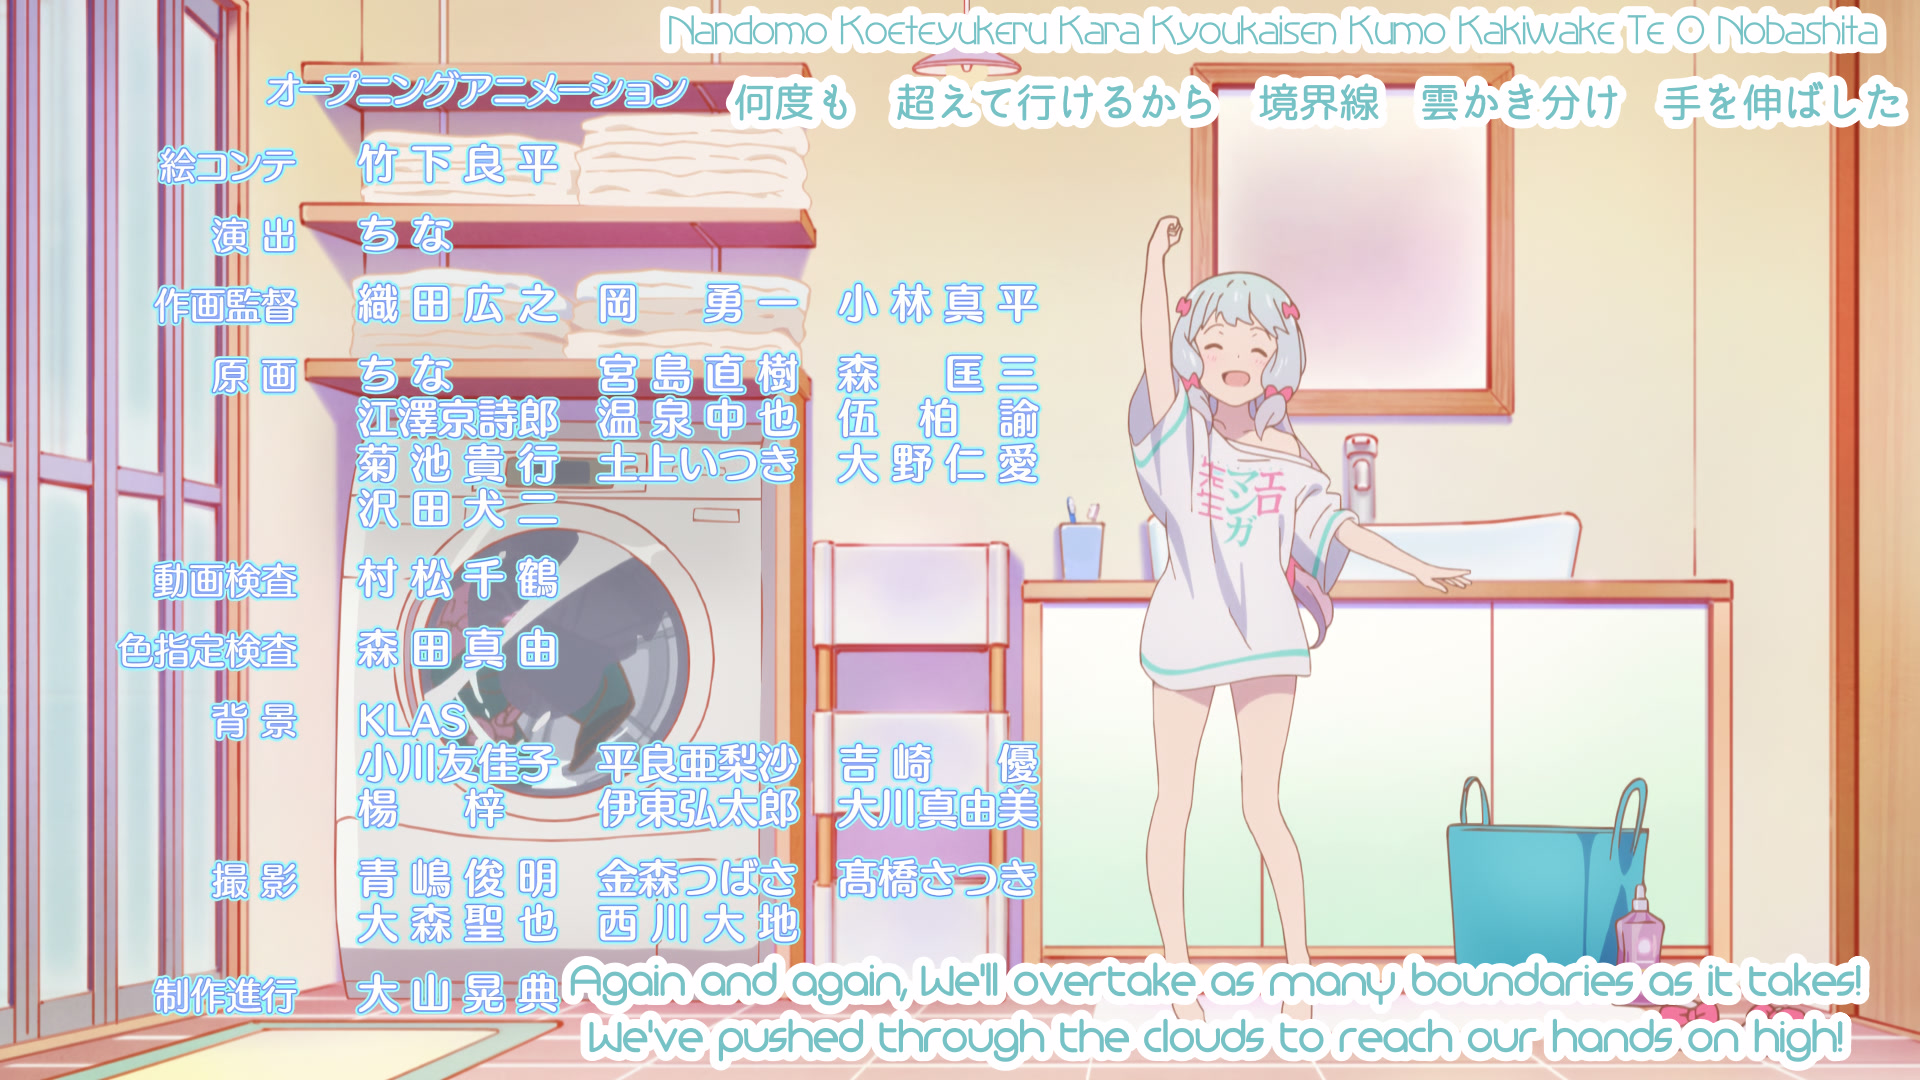 Nandomo Koeteyukeru Kara Kyoukaisen Kumo Kakiwake Te O Nobashita
何度も 超えて行けるから 境界線 雲かき分け 手を伸ばした
オープニングアニメーション
絵コンテ 竹下良平
演出 ちな
作画監督 織田広之 岡勇一 小林真平
原画 ちな 宮島直樹 森匡三
江澤京詩郎 温泉中也 伍柏諭
菊池貴行 土上いつき 大野仁愛
沢田犬二
動画検査 村松千鶴
色指定検査 森田真由
背景 KLAS
小川友佳子 平良亜梨沙 吉崎優
楊梓 伊東弘太郎 大川真由美
撮影 青嶋俊明 金森つばさ 髙橋さつき
大森聖也 西川大地
制作進行 大山晃典
エロ
マンガ
先生
Again and again, We'll overtake as many boundaries as it takes!
We've pushed through the clouds to reach our hands on high!